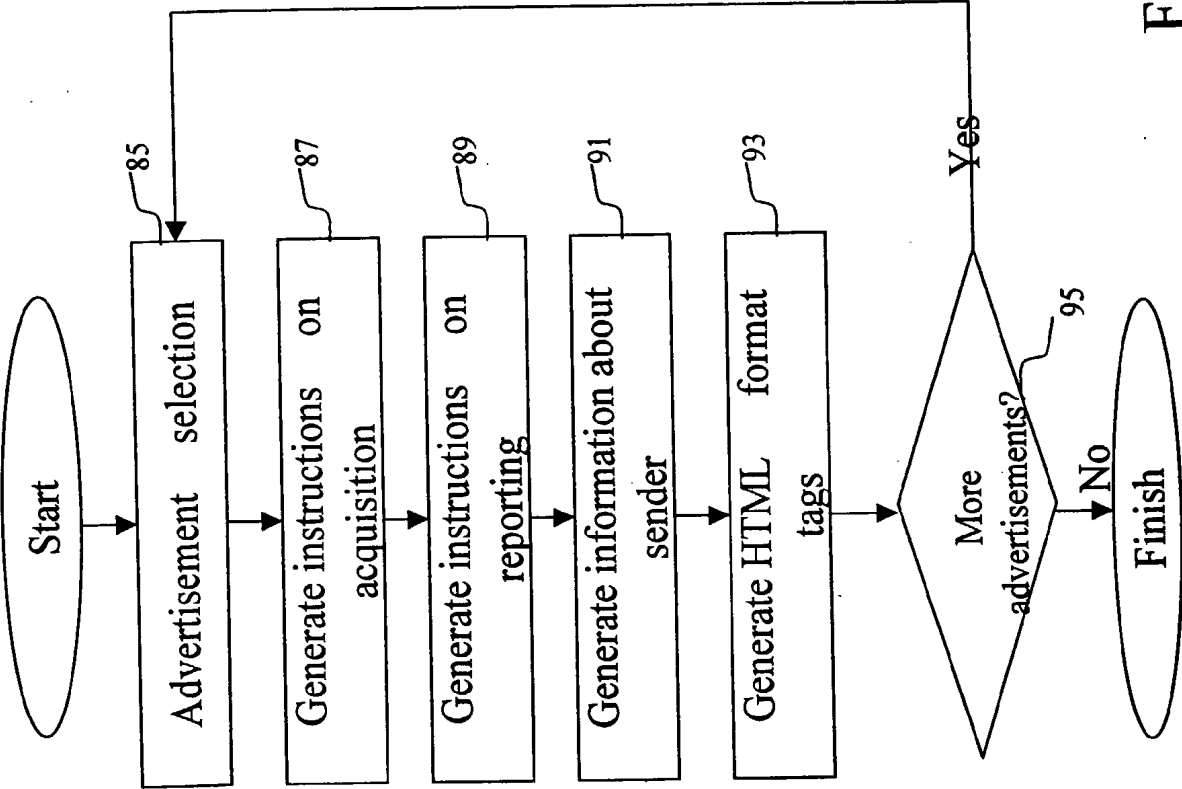 Start
85
Advertisement selection
87
Generate instructions on
acquisition
89
Generate instructions on
reporting
91
Generate information about
sender
93
Generate HTML format
tags
Yes
More
advertisements?
95
No
Finish
F